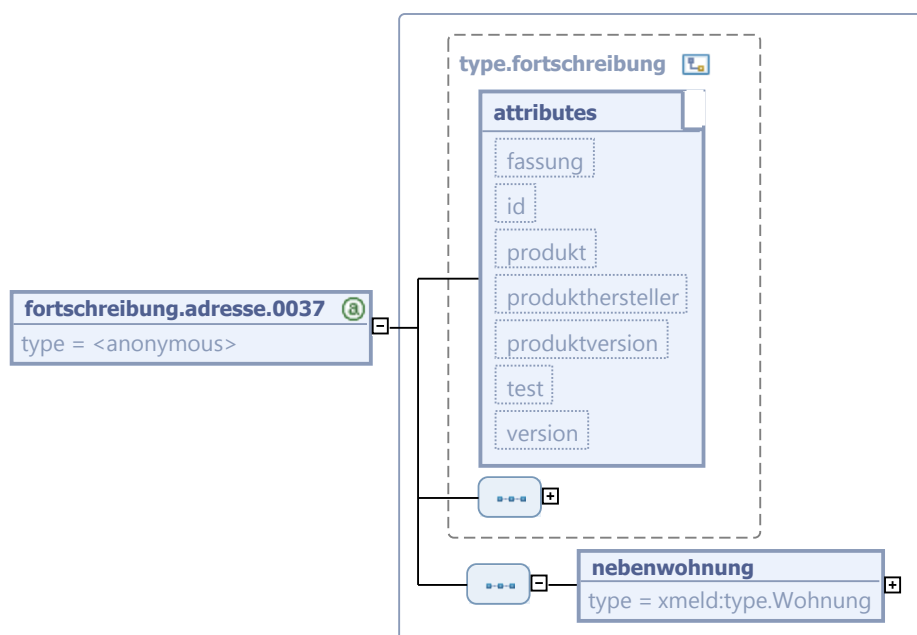 type.fortschreibung
attributes
fassung
id
produkt
produkthersteller
produktversion
test
version
fortschreibung.adresse.0037 a
type = <anonymous>
nebenwohnung
type = xmeld:type.Wohnung